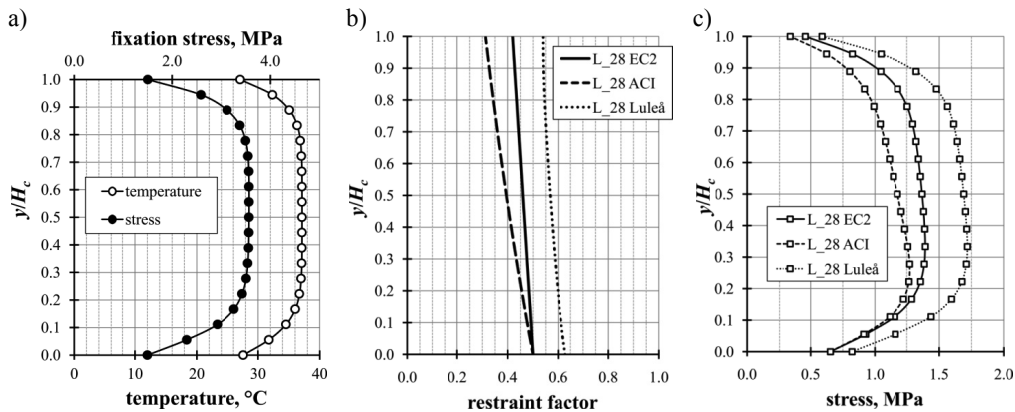 a)
fixation stress, MPa
0.0 2.0 4.0
1.0
0.9
0.8
0.7
0.6
0.5
0.4
0.3
0.2
0.1
0.0
y/Hc
temperature
stress
0 10 20 30 40
temperature, °C
b)
1.0
0.9
0.8
0.7
0.6
0.5
0.4
0.3
0.2
0.1
0.0
y/Hc
L_28 EC2
L_28 ACI
L_28 Luleå
0.0 0.2 0.4 0.6 0.8 1.0
restraint factor
c)
1.0
0.9
0.8
0.7
0.6
0.5
0.4
0.3
0.2
0.1
0.0
y/Hc
L_28 EC2
L_28 ACI
L_28 Luleå
0.0 0.5 1.0 1.5 2.0
stress, MPa